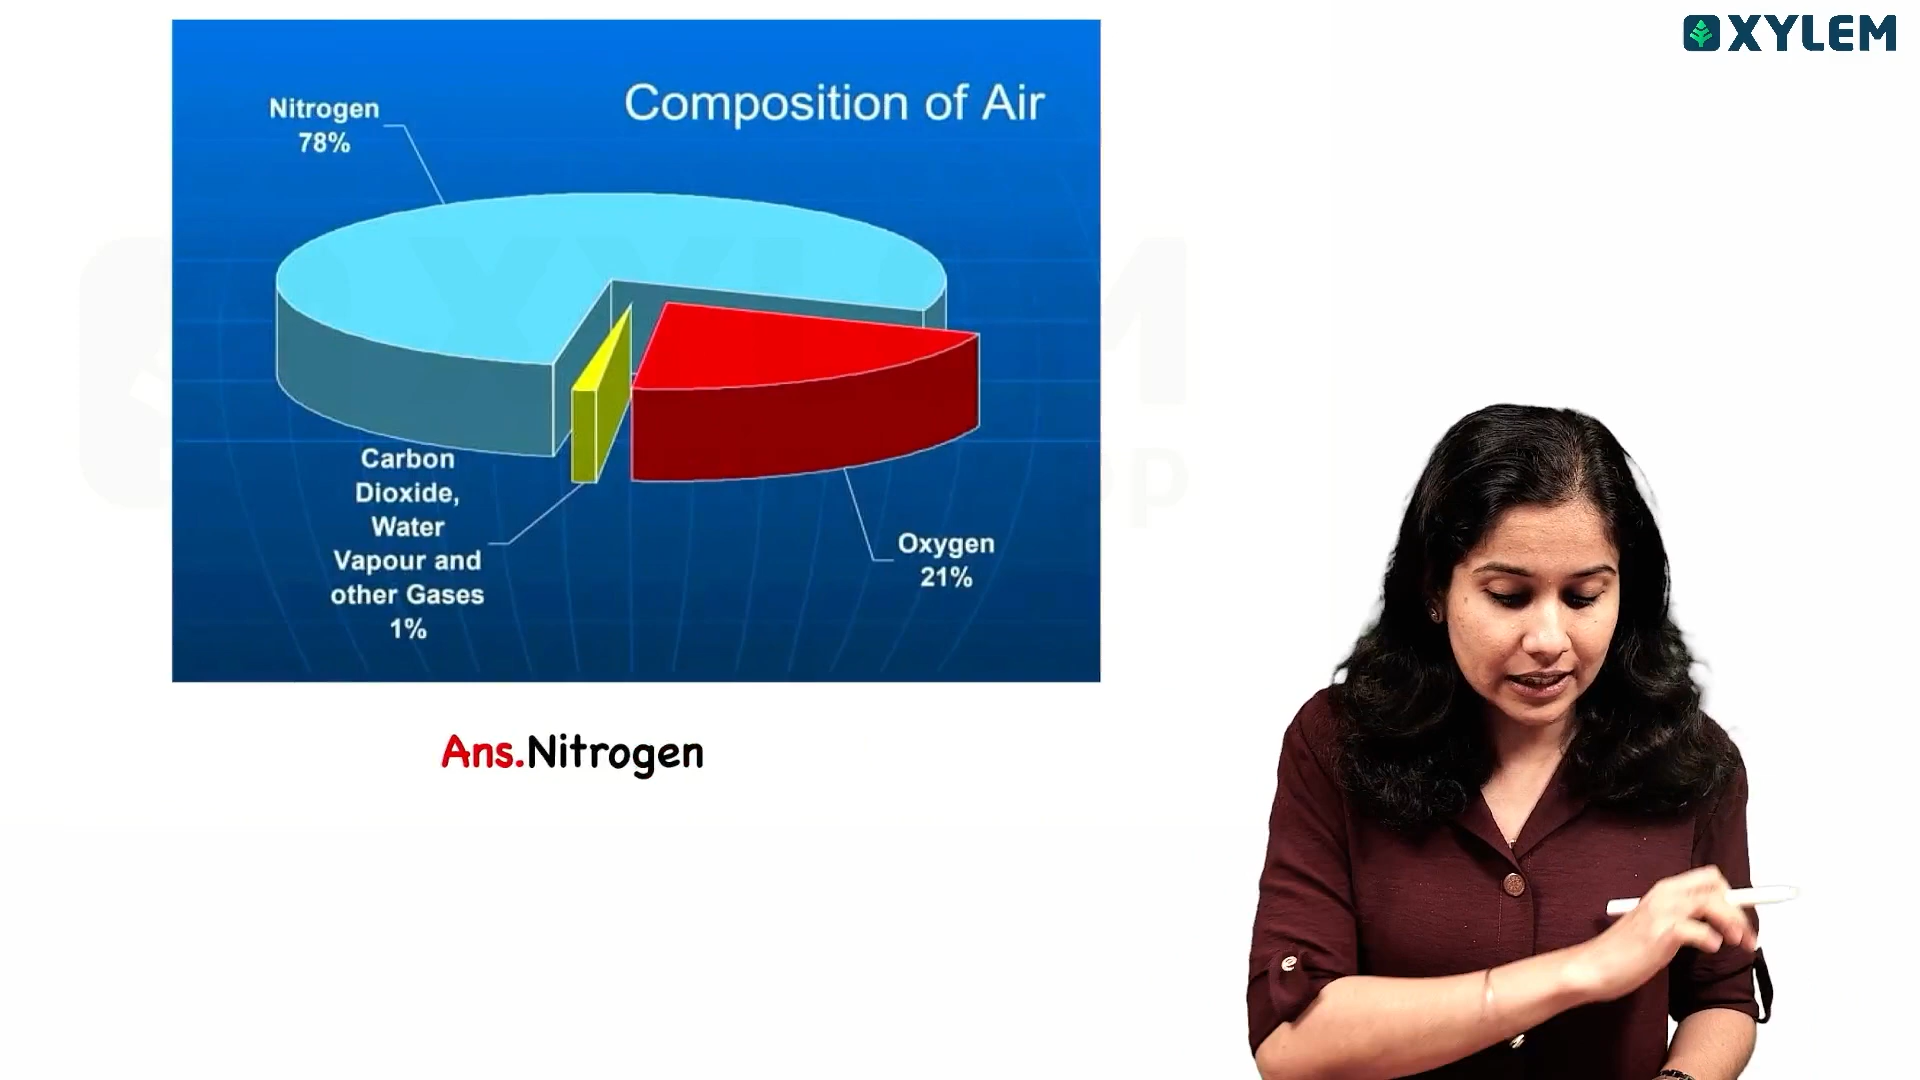 XYLEM
Composition of Air
Nitrogen
78%
Carbon
Dioxide,
Water
Vapour and
other Gases
1%
Oxygen
21%
Ans.Nitrogen